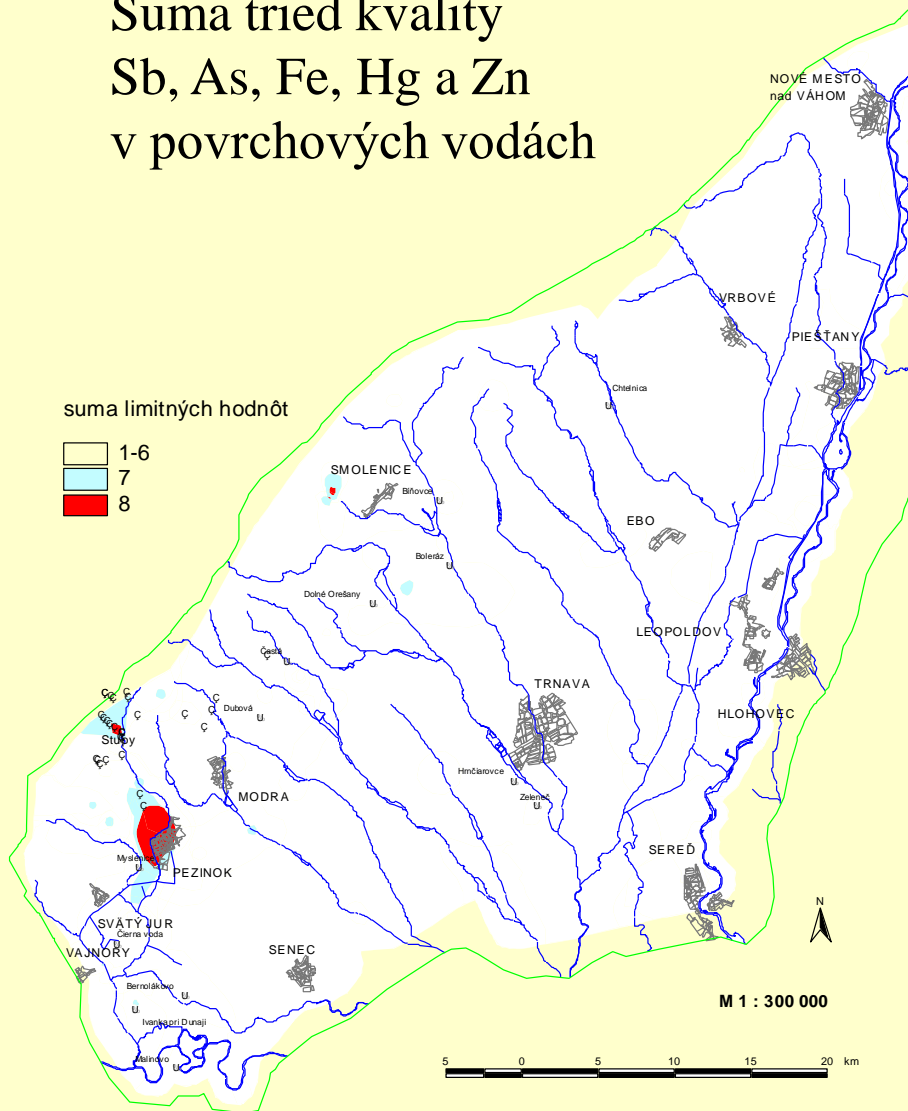 Suma tried kvality
Sb, As, Fe, Hg a Zn
v povrchových vodách
NOVÉ MESTO
nad VÁHOM
VRBOVÉ
PIEŠŤANY
Chtelnica
suma limitných hodnôt
1-6
7
8
SMOLENICE
Bíňovce
EBO
Boleráz
Dolné Orešany
LEOPOLDOV
Častá
TRNAVA
Dubová
HLOHOVEC
Stupy
Hrnčiarovce
Zeleneč
MODRA
SEREĎ
Myslenice
PEZINOK
SVÄTÝ JUR
Čierna voda
VAJNORY
SENEC
N
Bernolákovo
M 1 : 300 000
Ivanka pri Dunaji
Malinovo
5 0 5 10 15 20 km